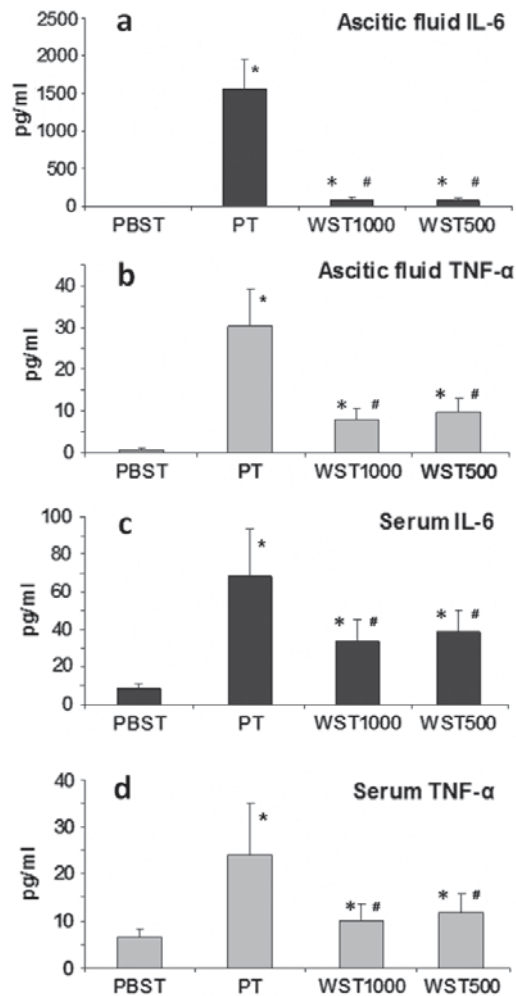 a Ascitic fluid IL-6
pg/ml
2500
2000
1500
1000
500
0
*
* #
* #
PBST PT WST1000 WST500
b Ascitic fluid TNF-α
pg/ml
40
30
20
10
0
*
* #
* #
PBST PT WST1000 WST500
c Serum IL-6
pg/ml
100
80
60
40
20
0
*
* #
* #
PBST PT WST1000 WST500
d Serum TNF-α
pg/ml
40
30
20
10
0
*
* #
* #
PBST PT WST1000 WST500